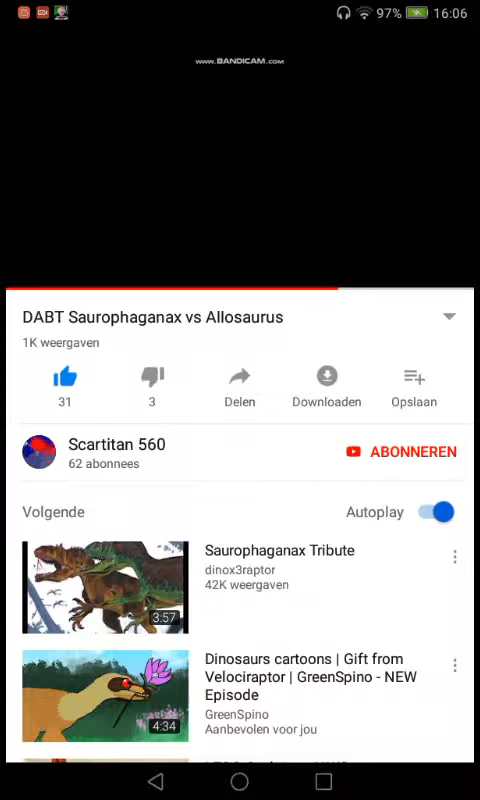 97% 16:06
www.BANDICAM.com
DABT Saurophaganax vs Allosaurus
1K weergaven
31 3 Delen Downloaden Opslaan
Scartitan 560
62 abonnees
ABONNEREN
Volgende Autoplay
Saurophaganax Tribute
dinox3raptor
42K weergaven
3:57
Dinosaurs cartoons | Gift from
Velociraptor | GreenSpino - NEW
Episode
GreenSpino
Aanbevolen voor jou
4:34